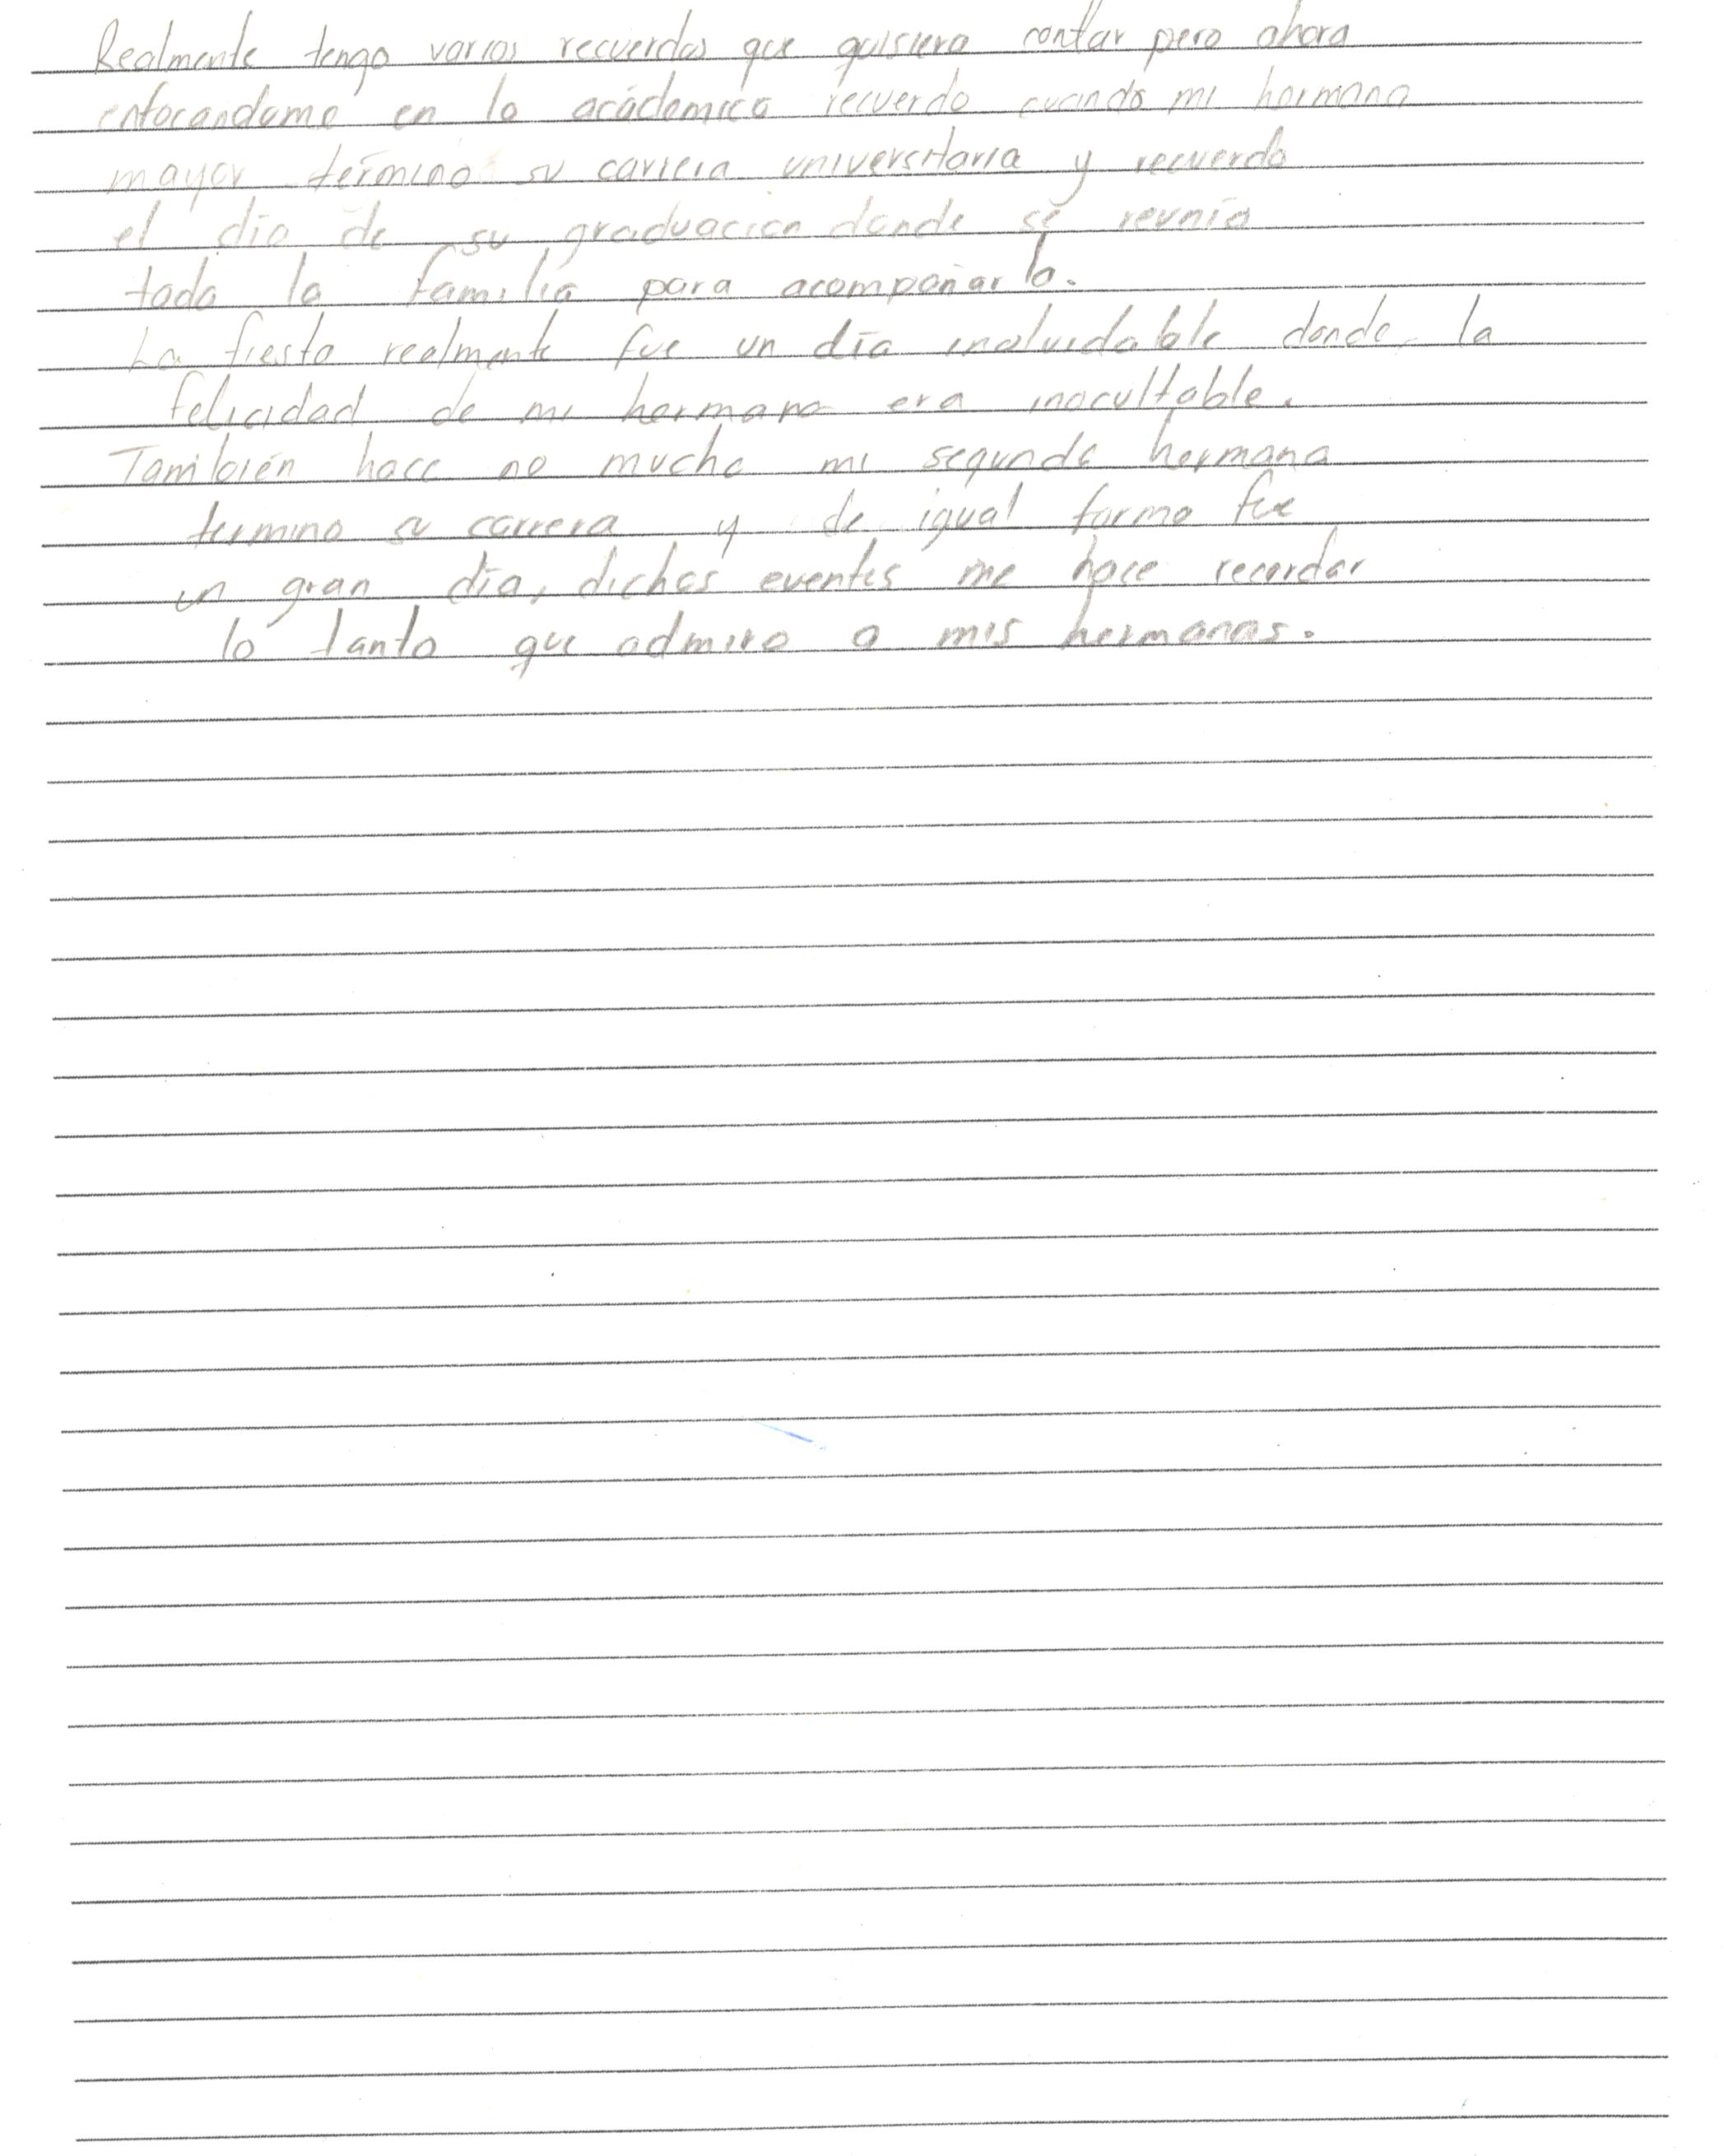 Realmente tengo varios recuerdos que quisiera contar pero ahora
enfocandome en lo acádemico recuerdo cuando mi hermana
mayor termino su carrera universitaria y recuerdo
el día de su graduacion donde se reunía
toda la familia para acompañarla.
La fiesta realmente fue un día inoluidable donde la
felicidad de mi hermana era inocultable.
También hace no mucho mi segunda hermana
termino su carrera y de igual forma fue
un gran día, dichos eventos me hace recordar
lo tanto que admiro a mis hermanas.